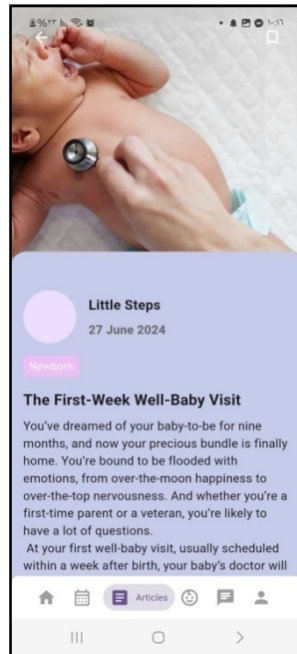 %٢٢
١٠:١٦
Little Steps
27 June 2024
Newborn
The First-Week Well-Baby Visit
You've dreamed of your baby-to-be for nine
months, and now your precious bundle is finally
home. You're bound to be flooded with
emotions, from over-the-moon happiness to
over-the-top nervousness. And whether you're a
first-time parent or a veteran, you're likely to
have a lot of questions.
At your first well-baby visit, usually scheduled
within a week after birth, your baby's doctor will
Articles